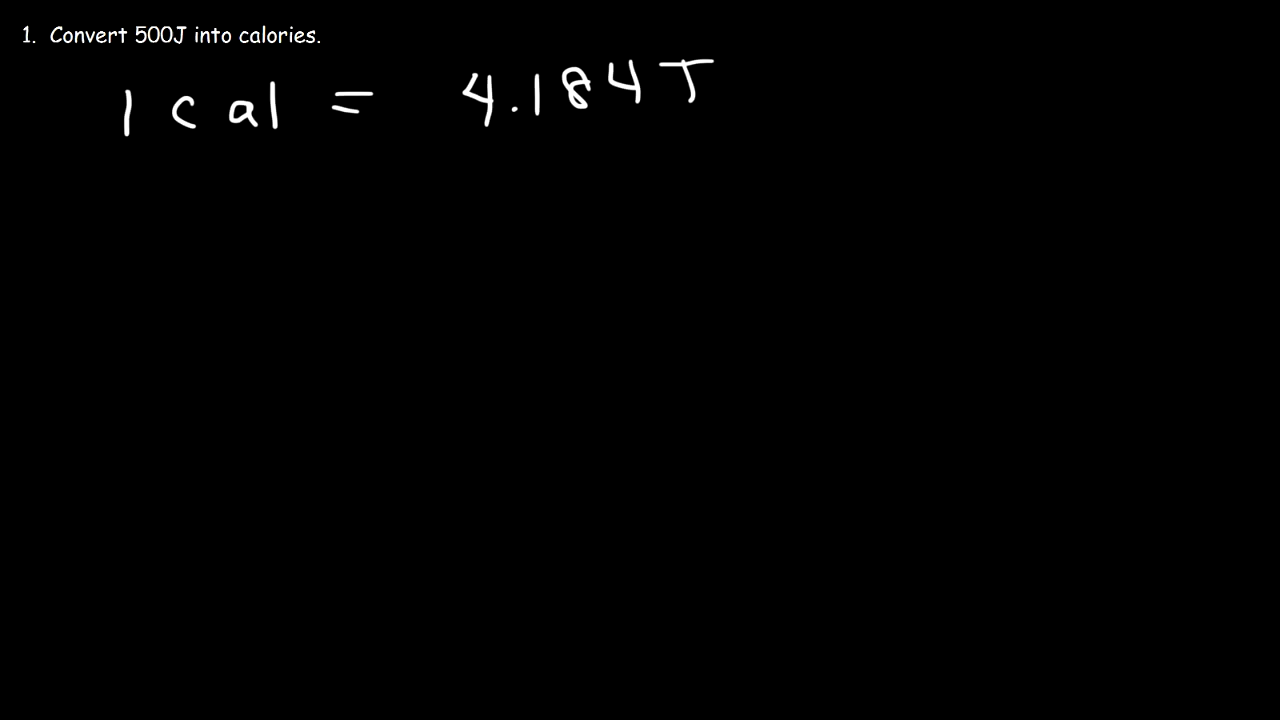 1. Convert 500J into calories.
1 cal = 4.184 J